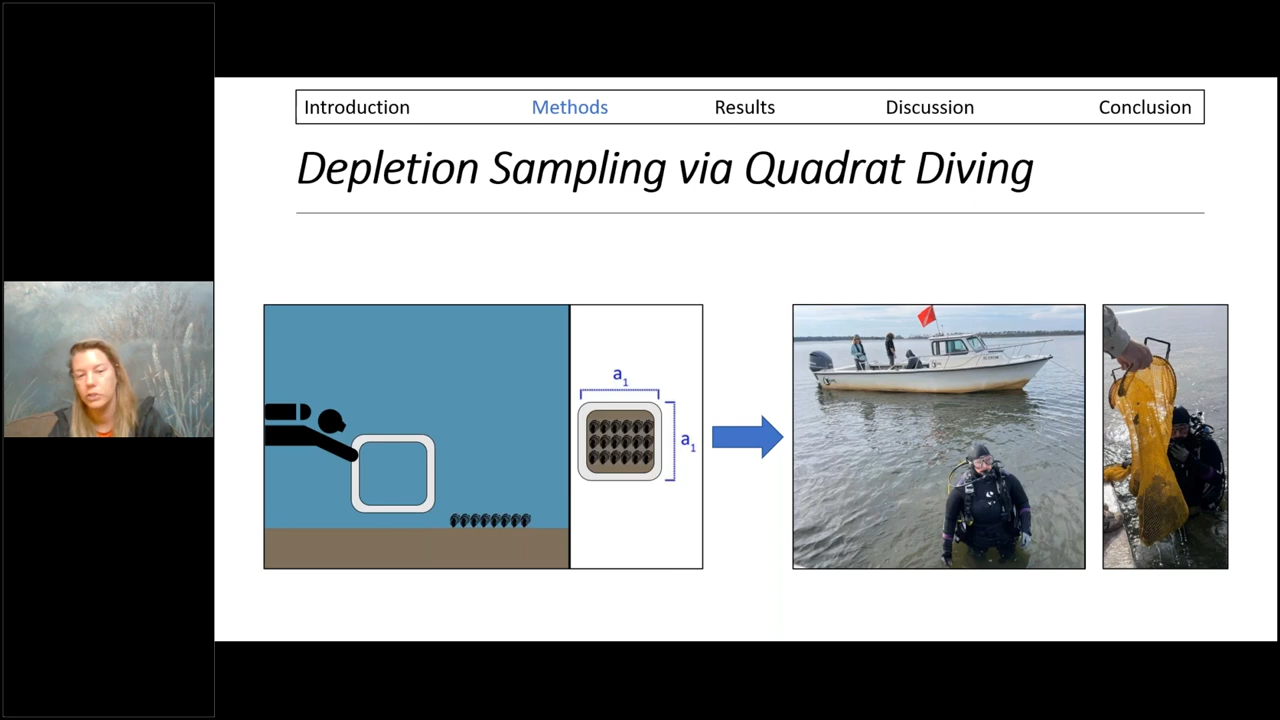 Introduction Methods Results Discussion Conclusion
Depletion Sampling via Quadrat Diving
a1
a1